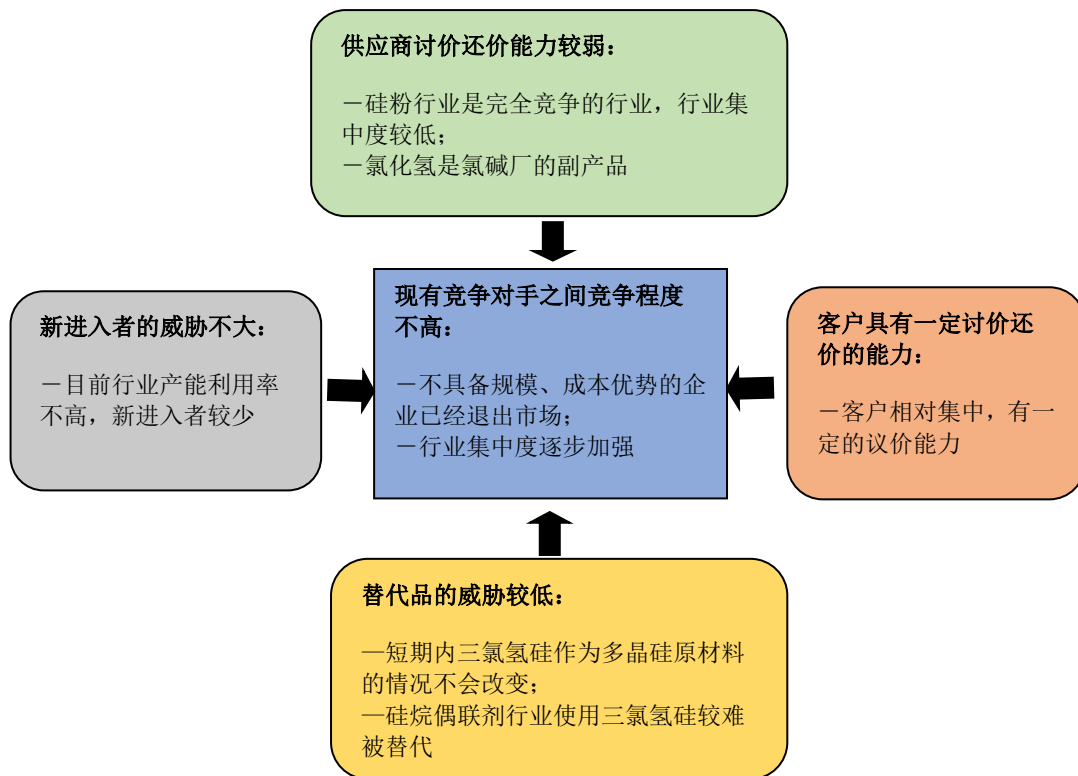 供应商讨价还价能力较弱：
－硅粉行业是完全竞争的行业，行业集
中度较低；
－氯化氢是氯碱厂的副产品
新进入者的威胁不大：
－目前行业产能利用率
不高，新进入者较少
现有竞争对手之间竞争程度
不高：
－不具备规模、成本优势的企
业已经退出市场；
－行业集中度逐步加强
客户具有一定讨价还
价的能力：
－客户相对集中，有一
定的议价能力
替代品的威胁较低：
—短期内三氯氢硅作为多晶硅原材料
的情况不会改变；
—硅烷偶联剂行业使用三氯氢硅较难
被替代